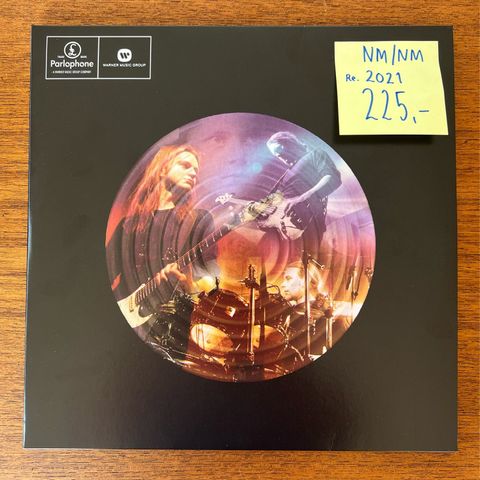 Parlophone
A WARNER MUSIC GROUP COMPANY
WARNER MUSIC GROUP
NM/NM
Re. 2021
225,-